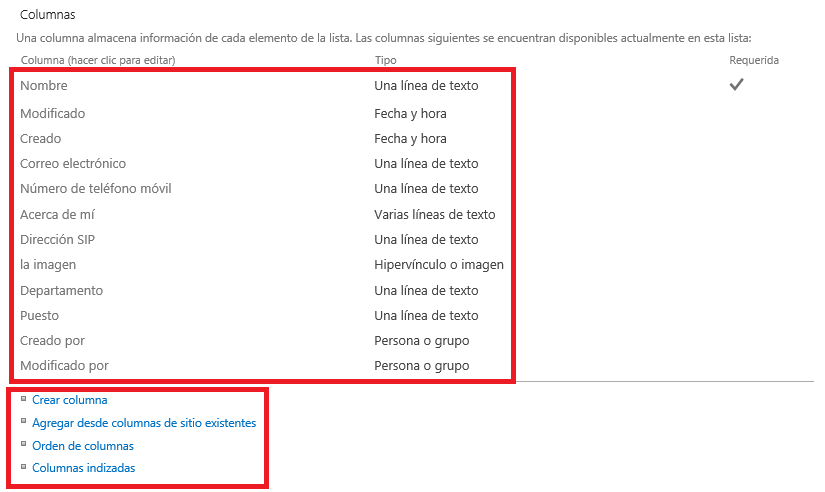 Columnas
Una columna almacena información de cada elemento de la lista. Las columnas siguientes se encuentran disponibles actualmente en esta lista:
Columna (hacer clic para editar) Tipo Requerida
Nombre Una línea de texto
Modificado Fecha y hora
Creado Fecha y hora
Correo electrónico Una línea de texto
Número de teléfono móvil Una línea de texto
Acerca de mí Varias líneas de texto
Dirección SIP Una línea de texto
la imagen Hipervínculo o imagen
Departamento Una línea de texto
Puesto Una línea de texto
Creado por Persona o grupo
Modificado por Persona o grupo
Crear columna
Agregar desde columnas de sitio existentes
Orden de columnas
Columnas indizadas